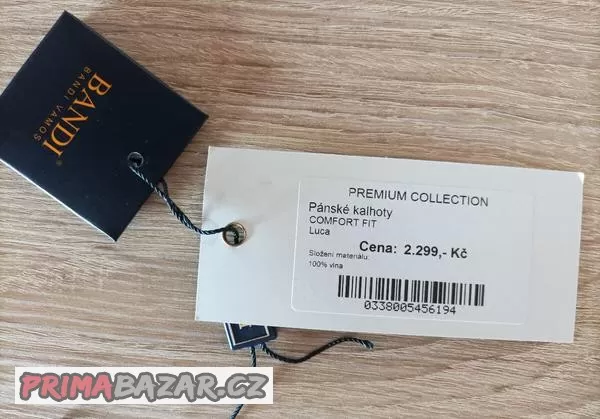 BANDI®
BANDI VAMOS
PREMIUM COLLECTION
Pánské kalhoty
COMFORT FIT
Luca
Cena: 2.299,- Kč
Složení materiálu:
100% vlna
0338005456194
PRIMABAZAR.CZ